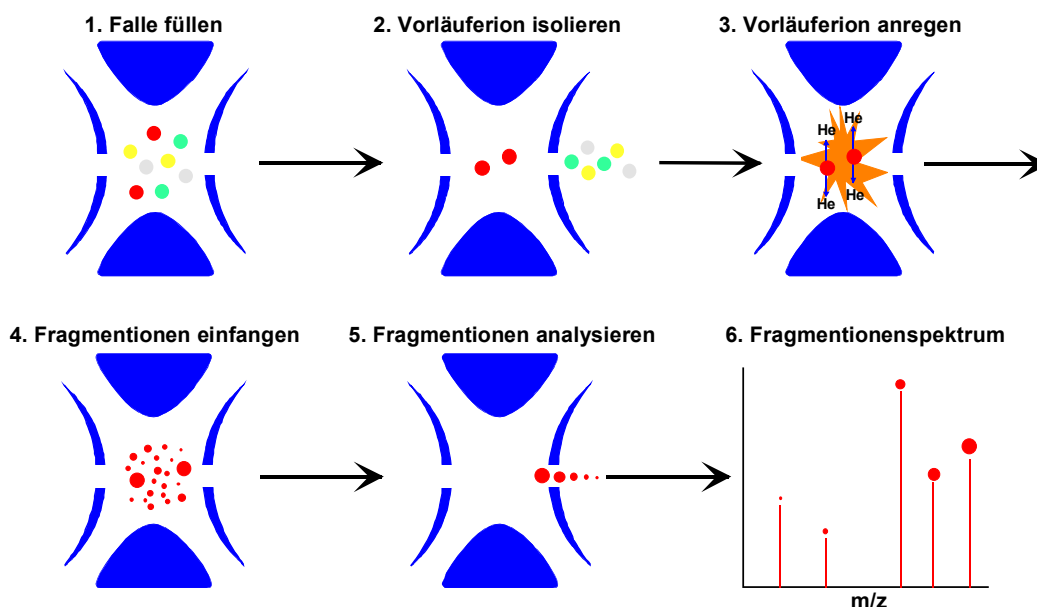 1. Falle füllen
2. Vorläuferion isolieren
3. Vorläuferion anregen
He
He
He
He
4. Fragmentionen einfangen
5. Fragmentionen analysieren
6. Fragmentionenspektrum
m/z